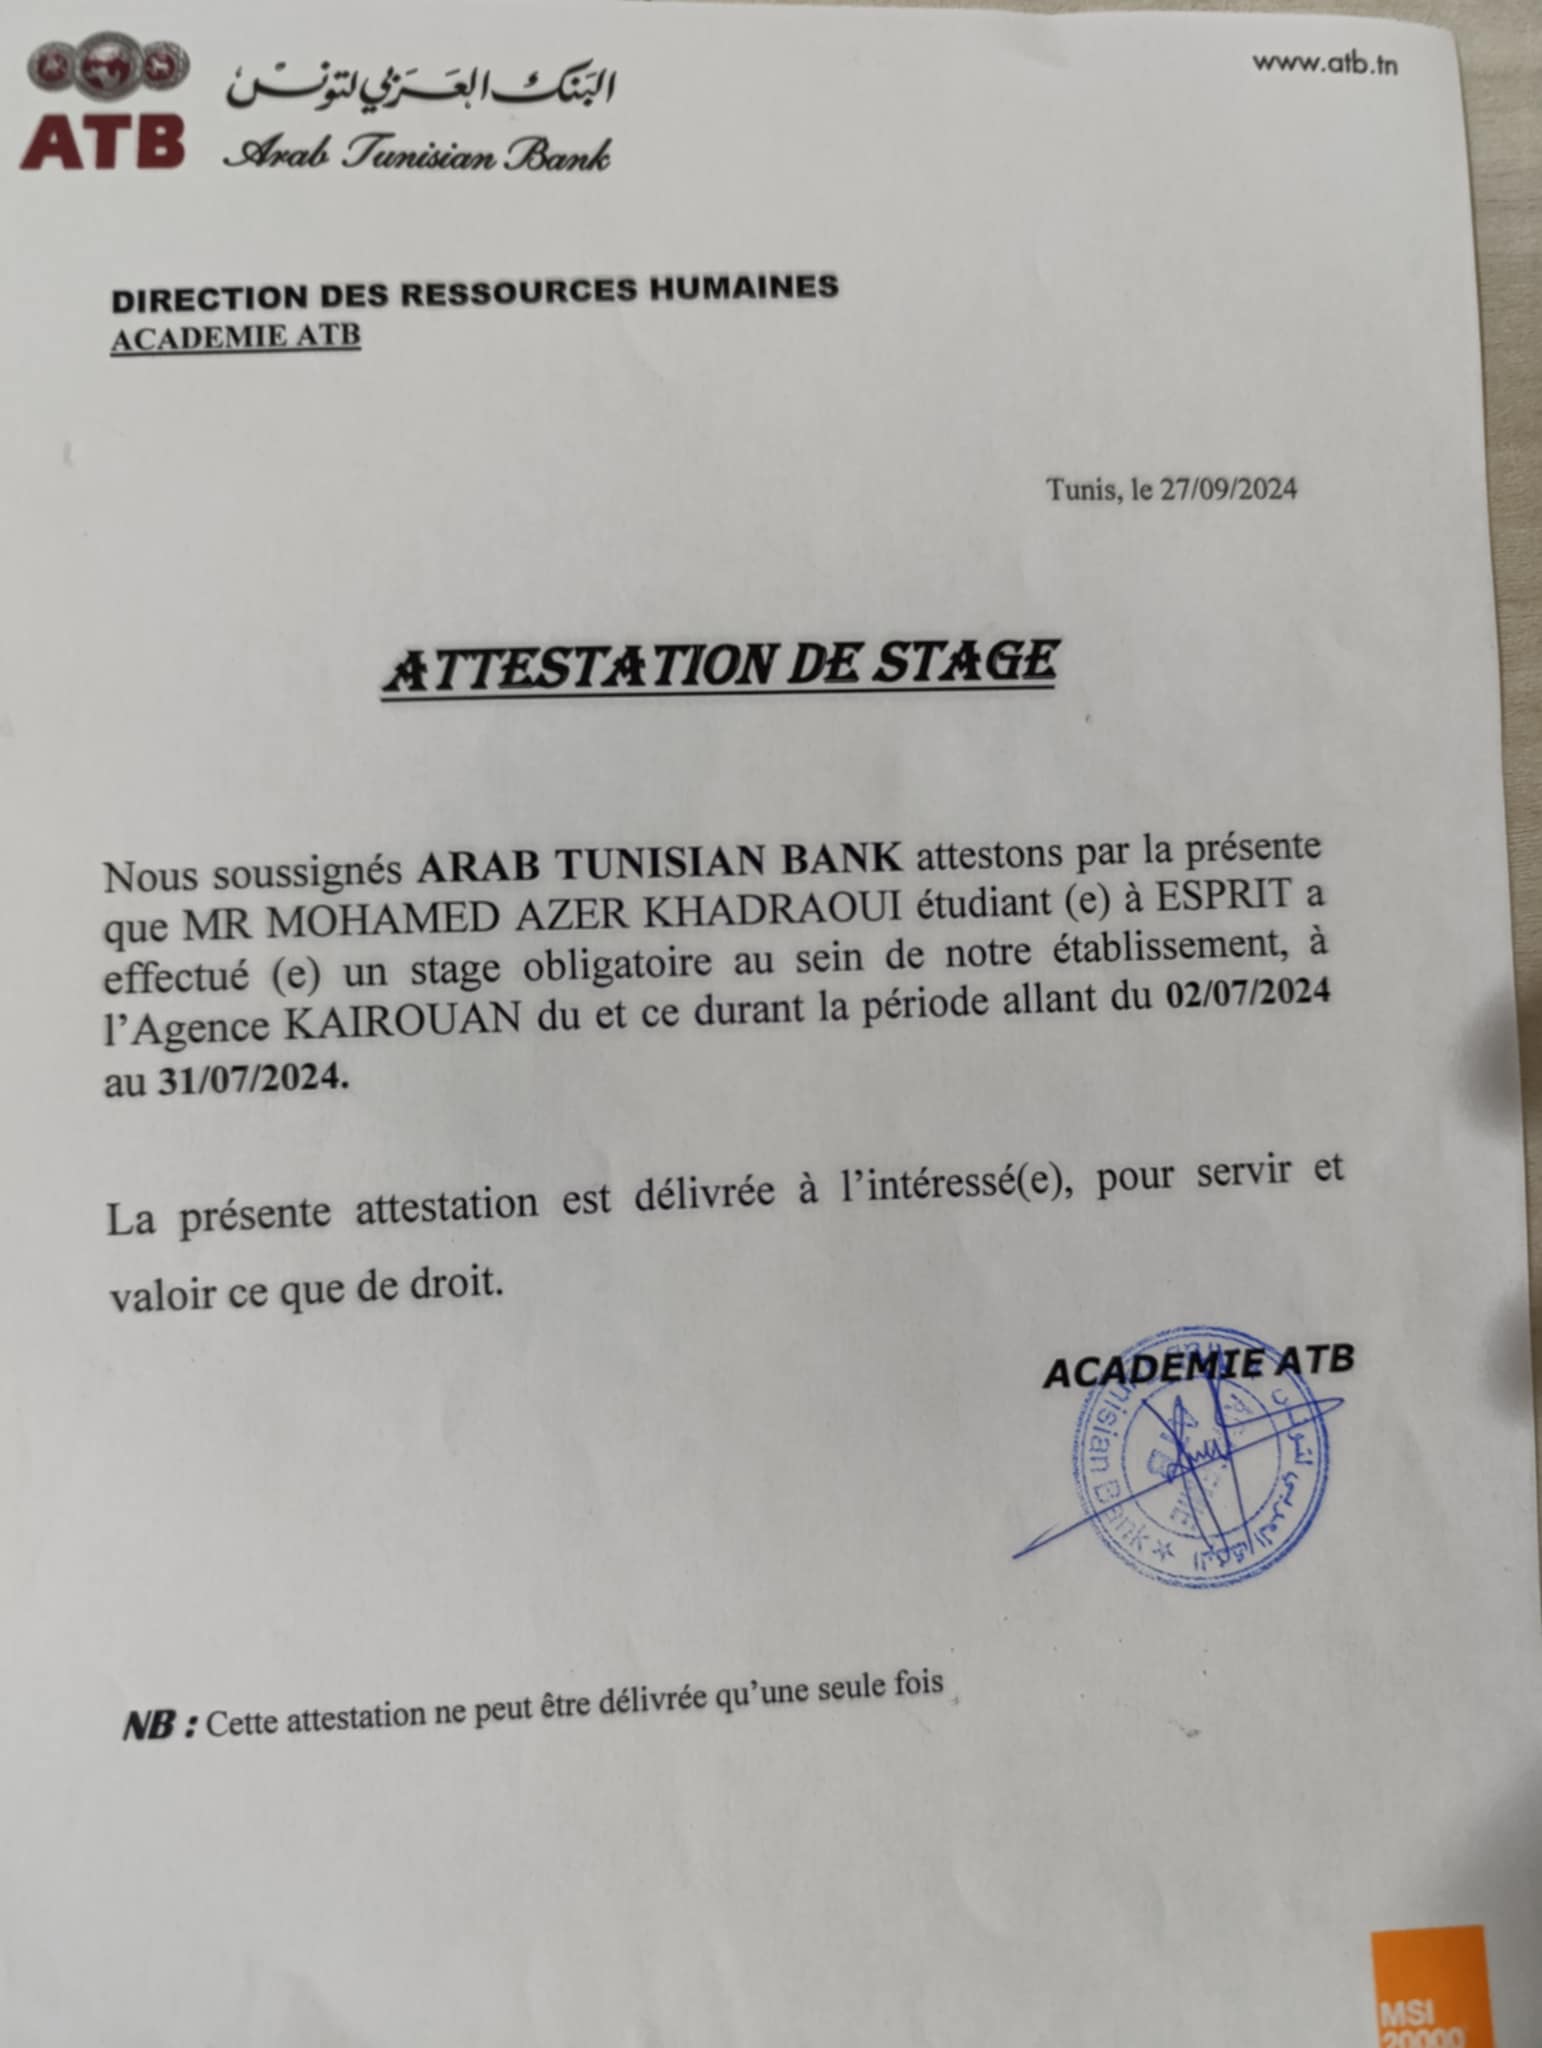 www.atb.tn
البنك العربي لتونس
ATB
Arab Tunisian Bank
DIRECTION DES RESSOURCES HUMAINES
ACADEMIE ATB
Tunis, le 27/09/2024
ATTESTATION DE STAGE
Nous soussignés ARAB TUNISIAN BANK attestons par la présente
que MR MOHAMED AZER KHADRAOUI étudiant (e) à ESPRIT a
effectué (e) un stage obligatoire au sein de notre établissement, à
l'Agence KAIROUAN du et ce durant la période allant du 02/07/2024
au 31/07/2024.
La présente attestation est délivrée à l'intéressé(e), pour servir et
valoir ce que de droit.
ACADEMIE ATB
Tunisian Bank
البنك العربي لتونس
NB : Cette attestation ne peut être délivrée qu'une seule fois
MSI
20000